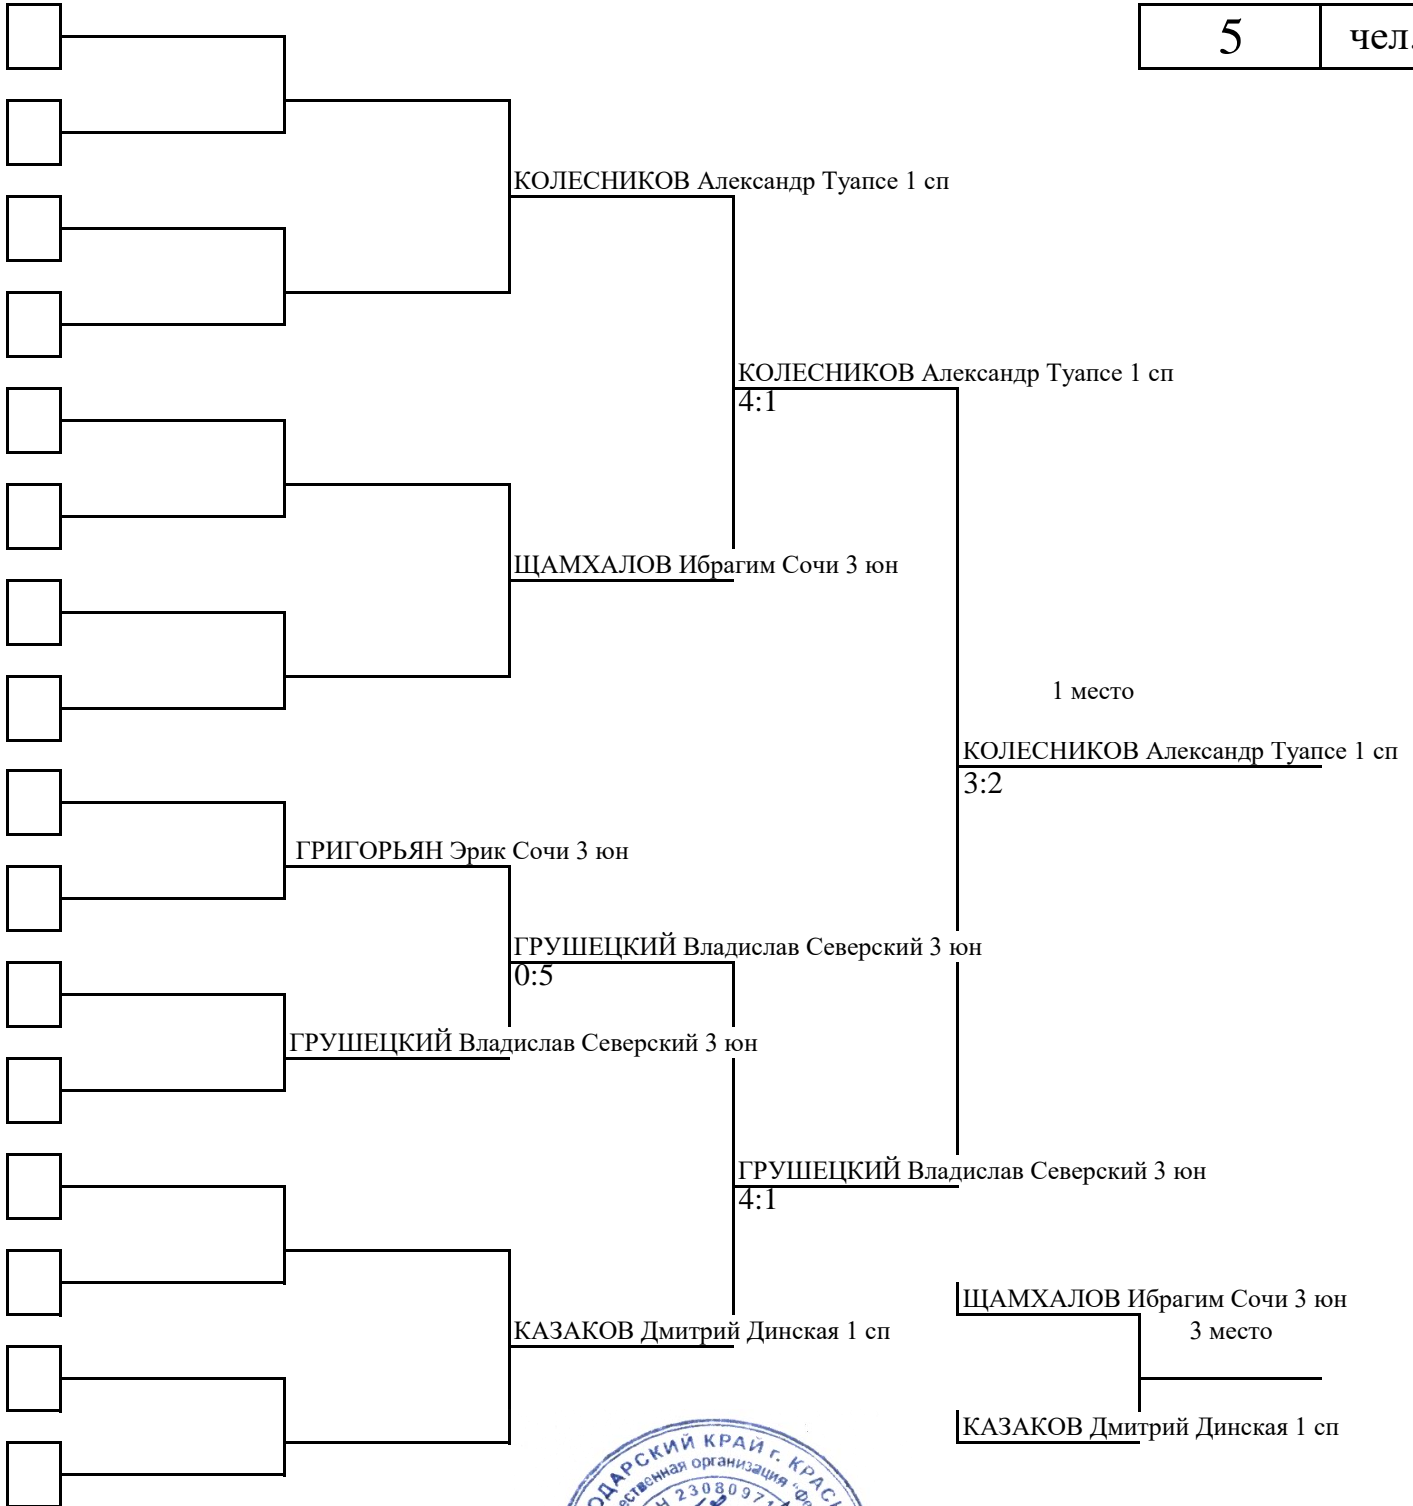 5 чел.
КОЛЕСНИКОВ Александр Туапсе 1 сп
КОЛЕСНИКОВ Александр Туапсе 1 сп
4:1
ЩАМХАЛОВ Ибрагим Сочи 3 юн
1 место
КОЛЕСНИКОВ Александр Туапсе 1 сп
3:2
ГРИГОРЬЯН Эрик Сочи 3 юн
ГРУШЕЦКИЙ Владислав Северский 3 юн
0:5
ГРУШЕЦКИЙ Владислав Северский 3 юн
ГРУШЕЦКИЙ Владислав Северский 3 юн
4:1
ЩАМХАЛОВ Ибрагим Сочи 3 юн
КАЗАКОВ Дмитрий Динская 1 сп
3 место
КАЗАКОВ Дмитрий Динская 1 сп
КРАЙ г.
организация